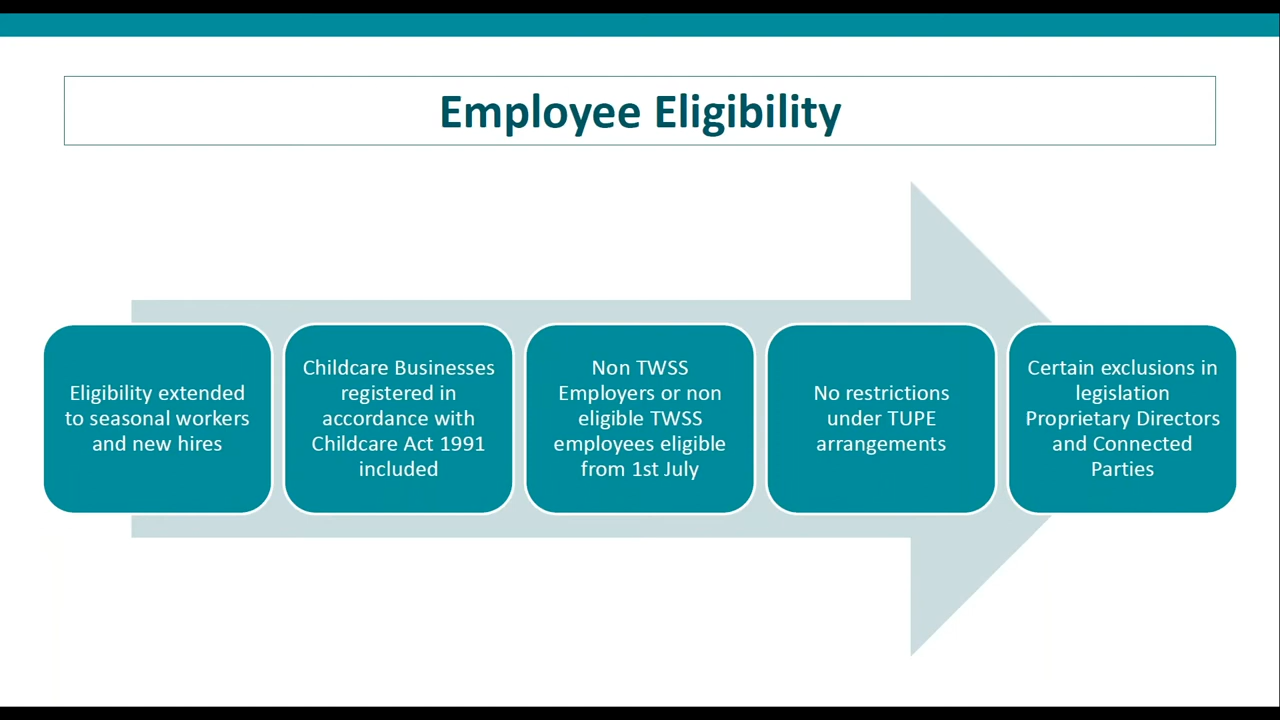 Employee Eligibility
Eligibility extended
to seasonal workers
and new hires
Childcare Businesses
registered in
accordance with
Childcare Act 1991
included
Non TWSS
Employers or non
eligible TWSS
employees eligible
from 1st July
No restrictions
under TUPE
arrangements
Certain exclusions in
legislation
Proprietary Directors
and Connected
Parties